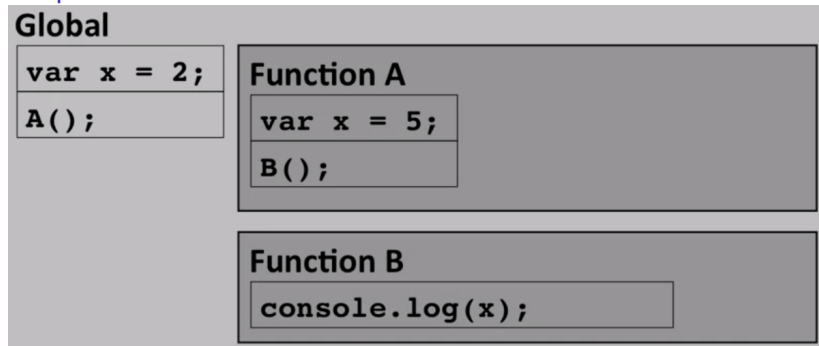 Global
var x = 2;
A();
Function A
var x = 5;
B();
Function B
console.log(x);